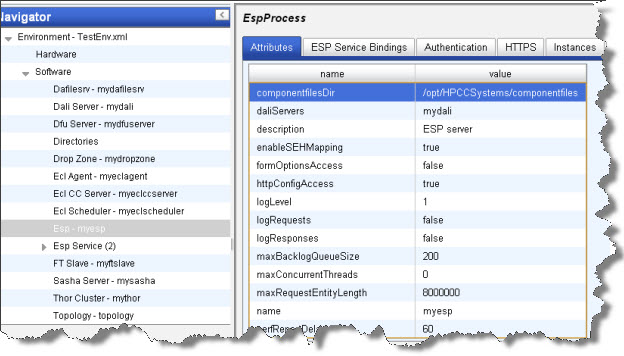 Navigator
Environment - TestEnv.xml
Hardware
Software
Dafilesrv - mydafilesrv
Dali Server - mydali
Dfu Server - mydfuserver
Directories
Drop Zone - mydropzone
Ecl Agent - myeclagent
Ecl CC Server - myeclccserver
Ecl Scheduler - myeclscheduler
Esp - myesp
Esp Service (2)
FT Slave - myftslave
Sasha Server - mysasha
Thor Cluster - mythor
Topology - topology
EspProcess
Attributes ESP Service Bindings Authentication HTTPS Instances
name value
componentfilesDir /opt/HPCCSystems/componentfiles
daliServers mydali
description ESP server
enableSEHMapping true
formOptionsAccess false
httpConfigAccess true
logLevel 1
logRequests false
logResponses false
maxBacklogQueueSize 200
maxConcurrentThreads 0
maxRequestEntityLength 8000000
name myesp
perfReportDelay 60